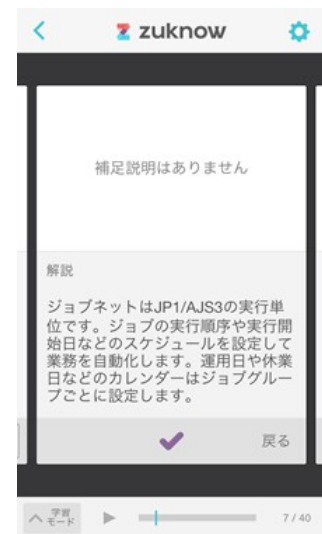 zuknow
補足説明はありません
解説
ジョブネットはJP1/AJS3の実行単
位です。ジョブの実行順序や実行開
始日などのスケジュールを設定して
業務を自動化します。運用日や休業
日などのカレンダーはジョブグルー
プごとに設定します。
戻る
学習
モード
7 / 40